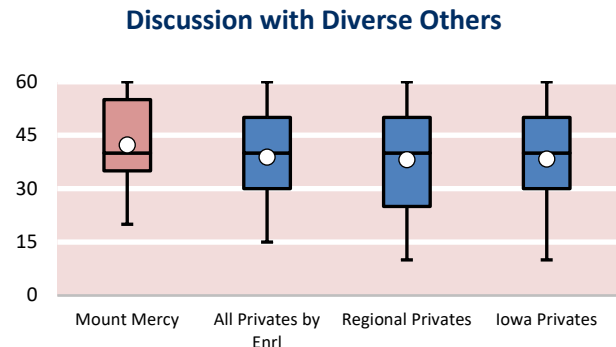 Discussion with Diverse Others
60
45
30
15
0
Mount Mercy
All Privates by
Enrl
Regional Privates
Iowa Privates